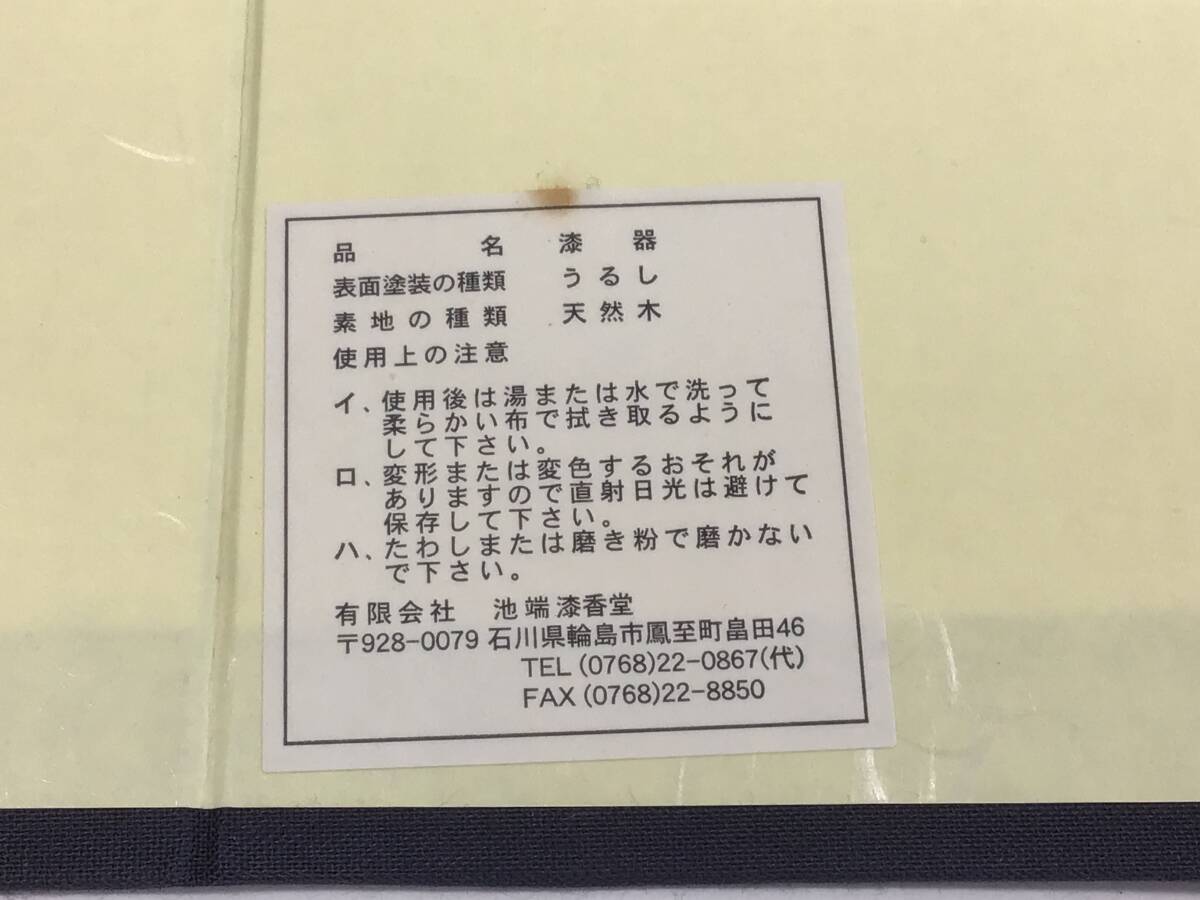 品名 漆器
表面塗装の種類 うるし
素地の種類 天然木
使用上の注意
イ、使用後は湯または水で洗って
柔らかい布で拭き取るように
して下さい。
ロ、変形または変色するおそれが
ありますので直射日光は避けて
保存して下さい。
ハ、たわしまたは磨き粉で磨かない
で下さい。
有限会社 池端漆香堂
〒928-0079 石川県輪島市鳳至町畠田46
TEL (0768)22-0867(代)
FAX (0768)22-8850